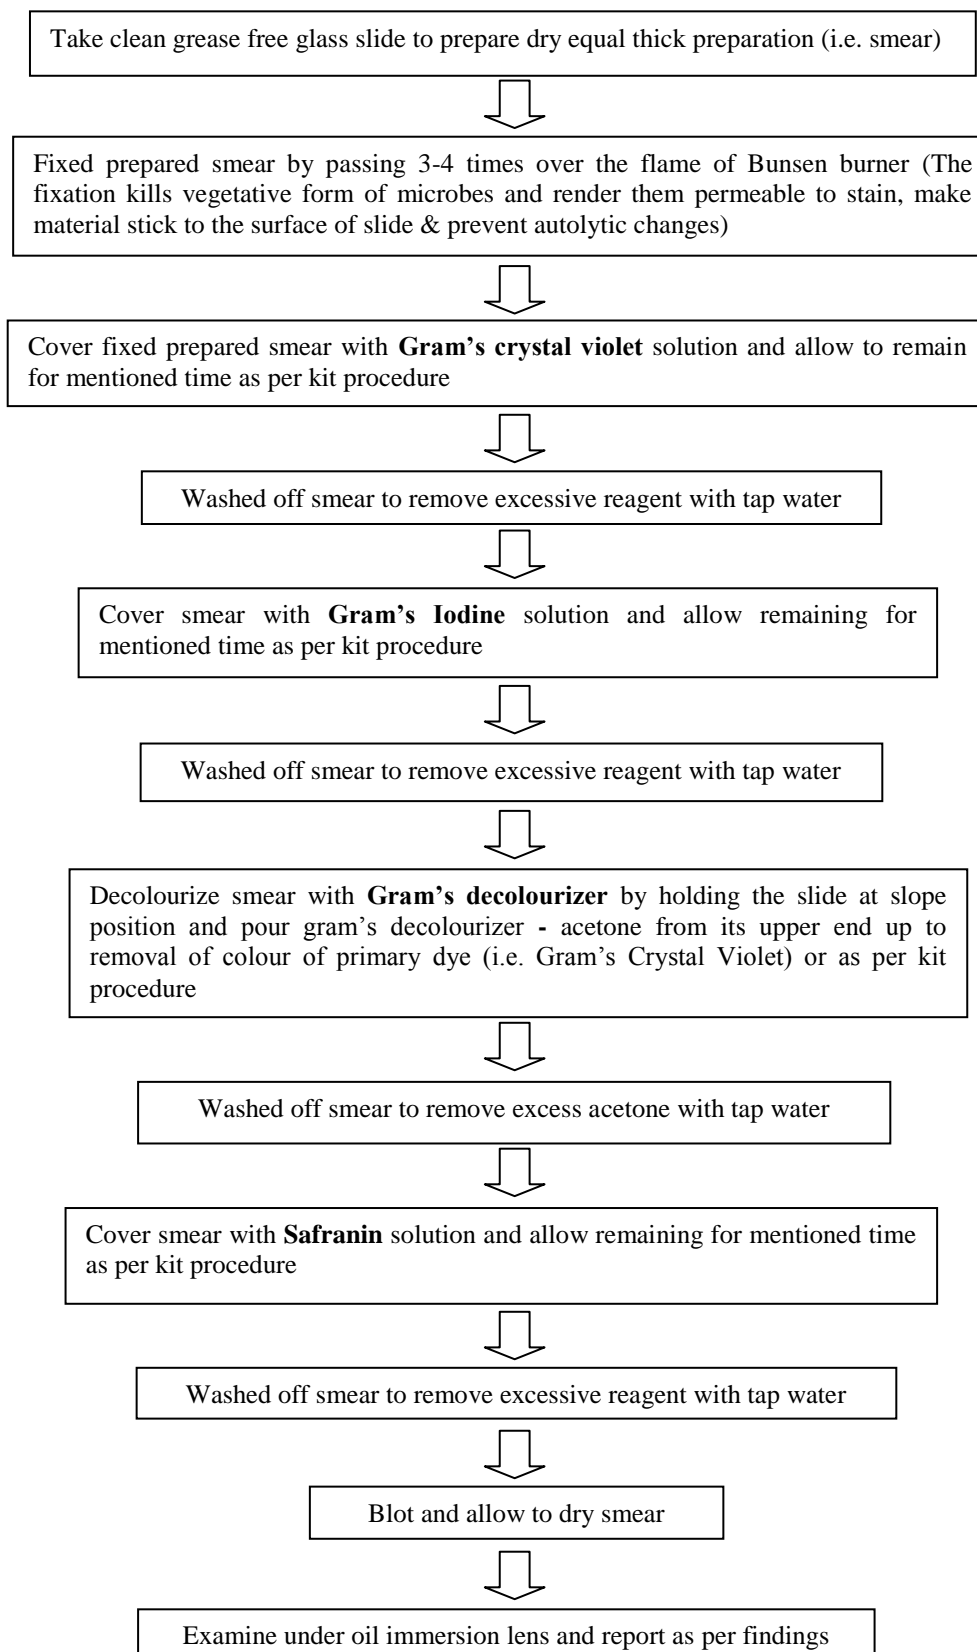 Take clean grease free glass slide to prepare dry equal thick preparation (i.e. smear)
Fixed prepared smear by passing 3-4 times over the flame of Bunsen burner (The
fixation kills vegetative form of microbes and render them permeable to stain, make
material stick to the surface of slide & prevent autolytic changes)
Cover fixed prepared smear with Gram's crystal violet solution and allow to remain
for mentioned time as per kit procedure
Washed off smear to remove excessive reagent with tap water
Cover smear with Gram's Iodine solution and allow remaining for
mentioned time as per kit procedure
Washed off smear to remove excessive reagent with tap water
Decolourize smear with Gram's decolourizer by holding the slide at slope
position and pour gram's decolourizer - acetone from its upper end up to
removal of colour of primary dye (i.e. Gram's Crystal Violet) or as per kit
procedure
Washed off smear to remove excess acetone with tap water
Cover smear with Safranin solution and allow remaining for mentioned time
as per kit procedure
Washed off smear to remove excessive reagent with tap water
Blot and allow to dry smear
Examine under oil immersion lens and report as per findings